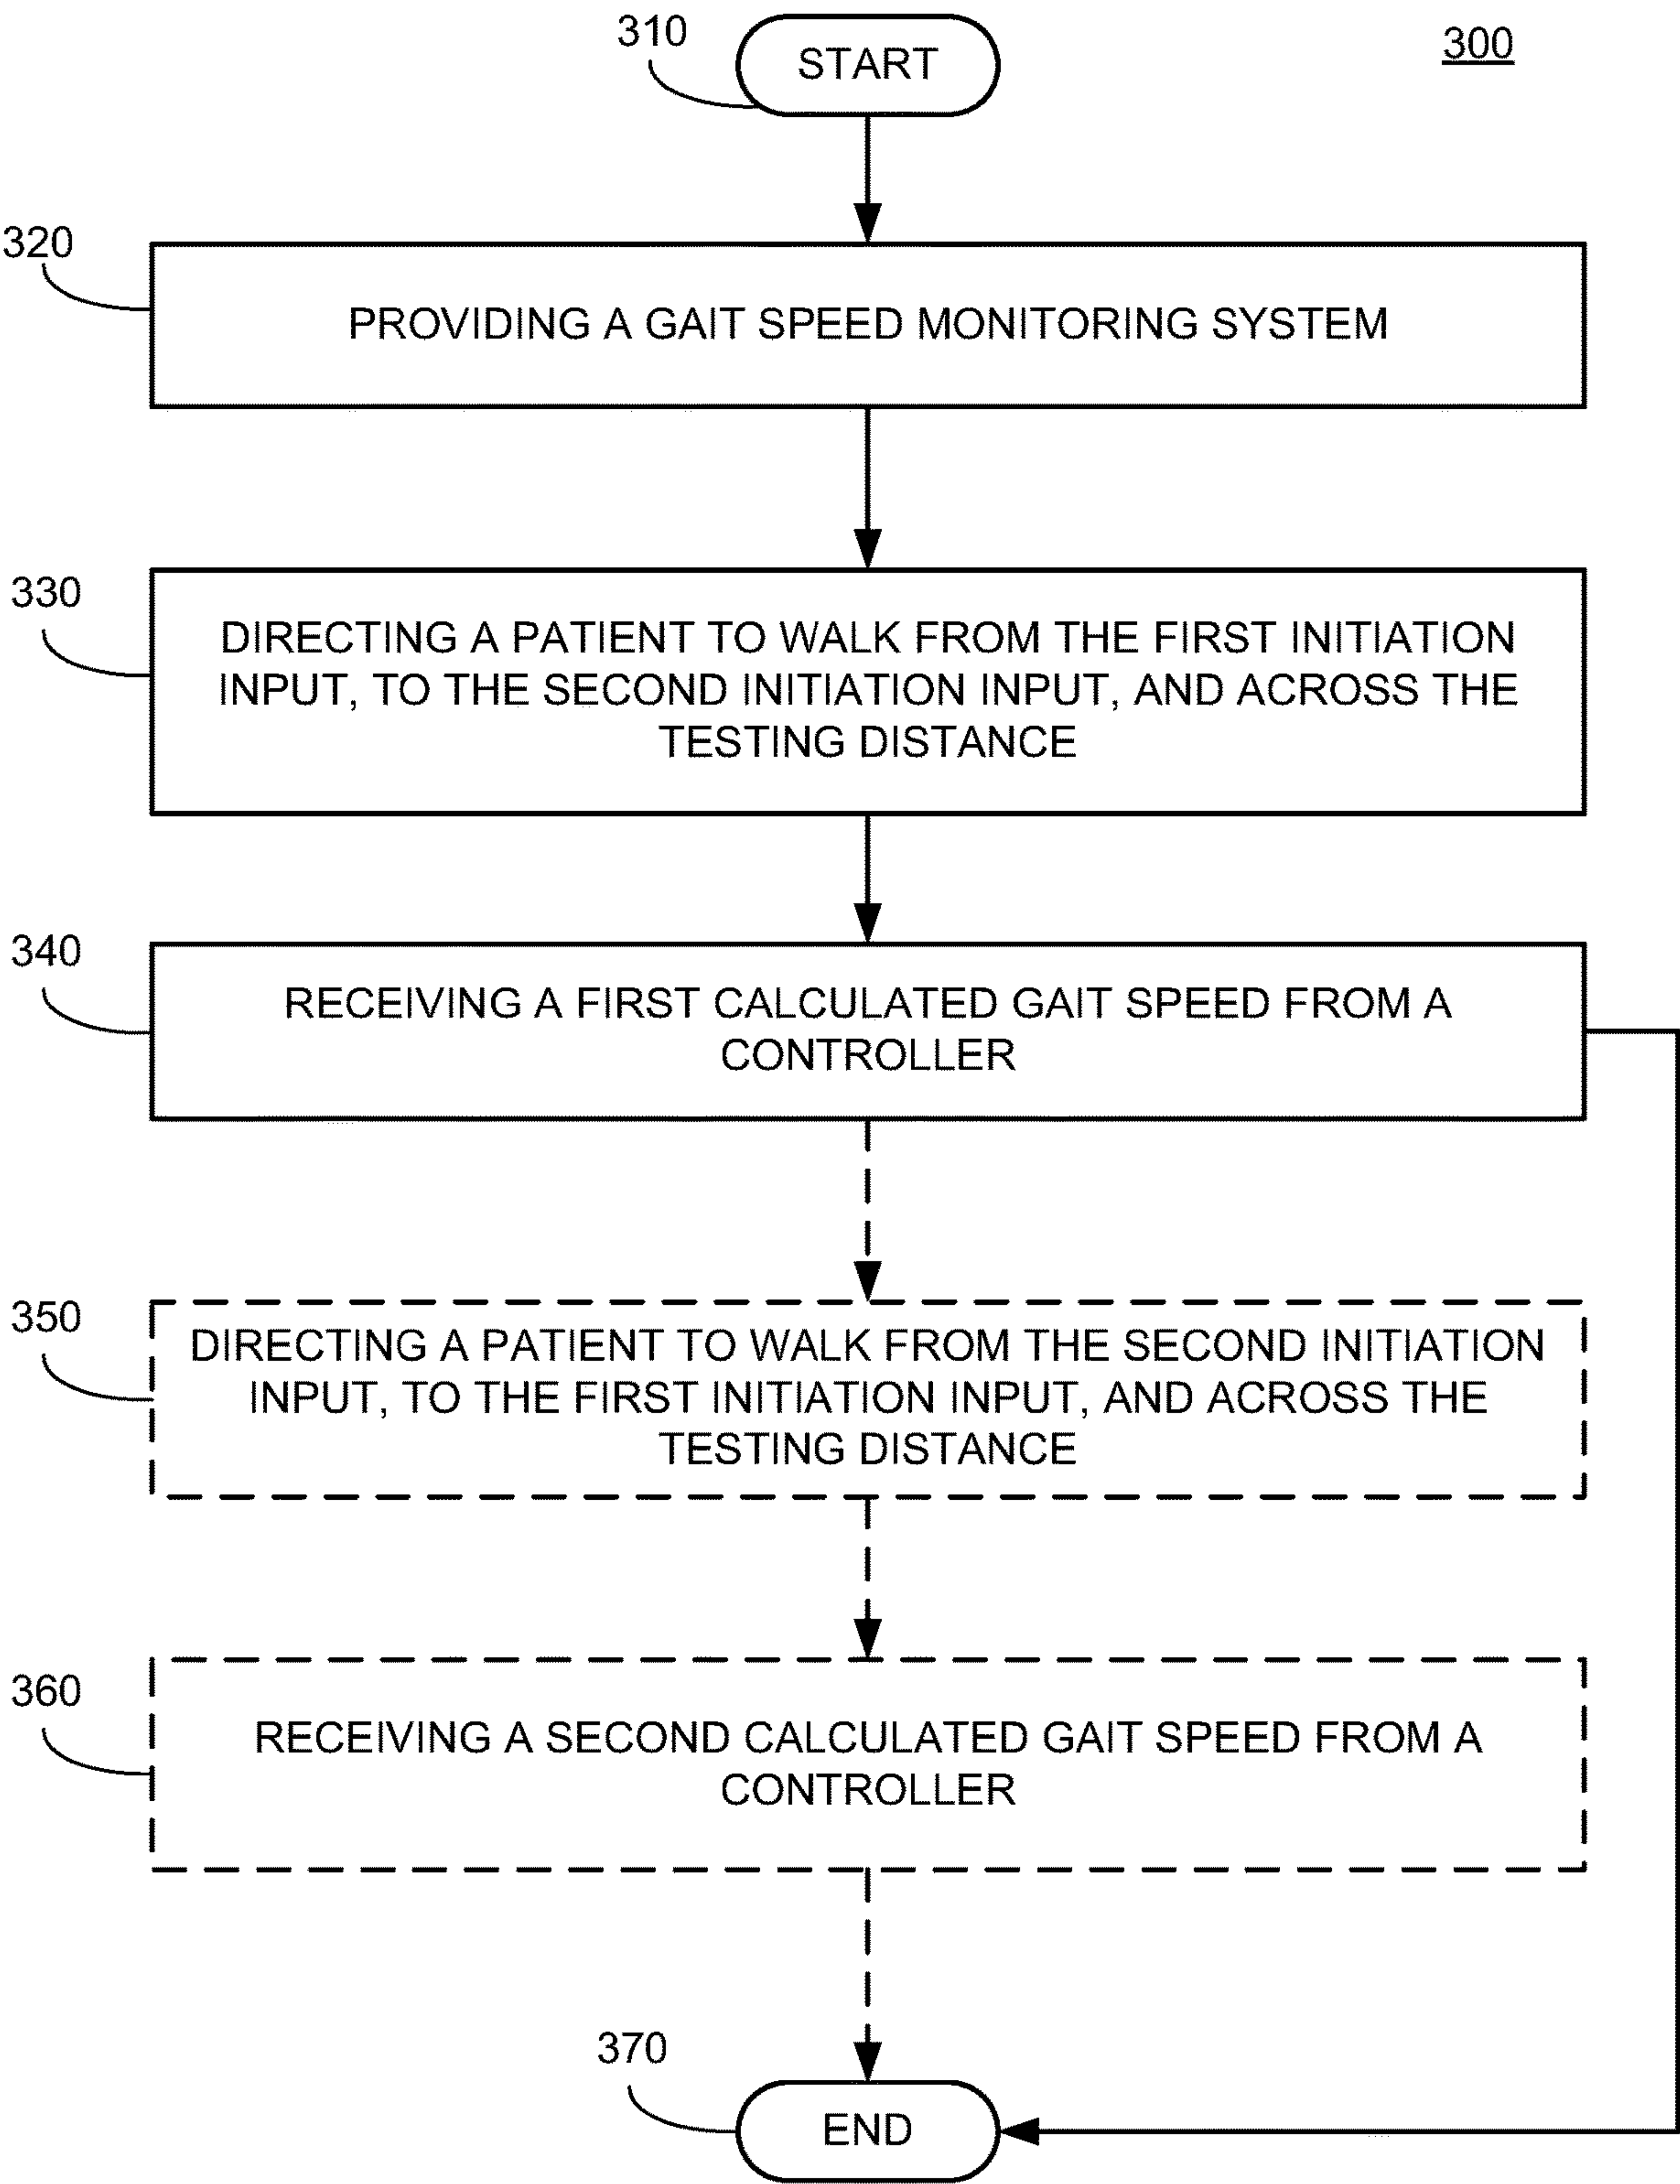 310
START
300
320
PROVIDING A GAIT SPEED MONITORING SYSTEM
330
DIRECTING A PATIENT TO WALK FROM THE FIRST INITIATION
INPUT, TO THE SECOND INITIATION INPUT, AND ACROSS THE
TESTING DISTANCE
340
RECEIVING A FIRST CALCULATED GAIT SPEED FROM A
CONTROLLER
350
DIRECTING A PATIENT TO WALK FROM THE SECOND INITIATION
INPUT, TO THE FIRST INITIATION INPUT, AND ACROSS THE
TESTING DISTANCE
360
RECEIVING A SECOND CALCULATED GAIT SPEED FROM A
CONTROLLER
370
END